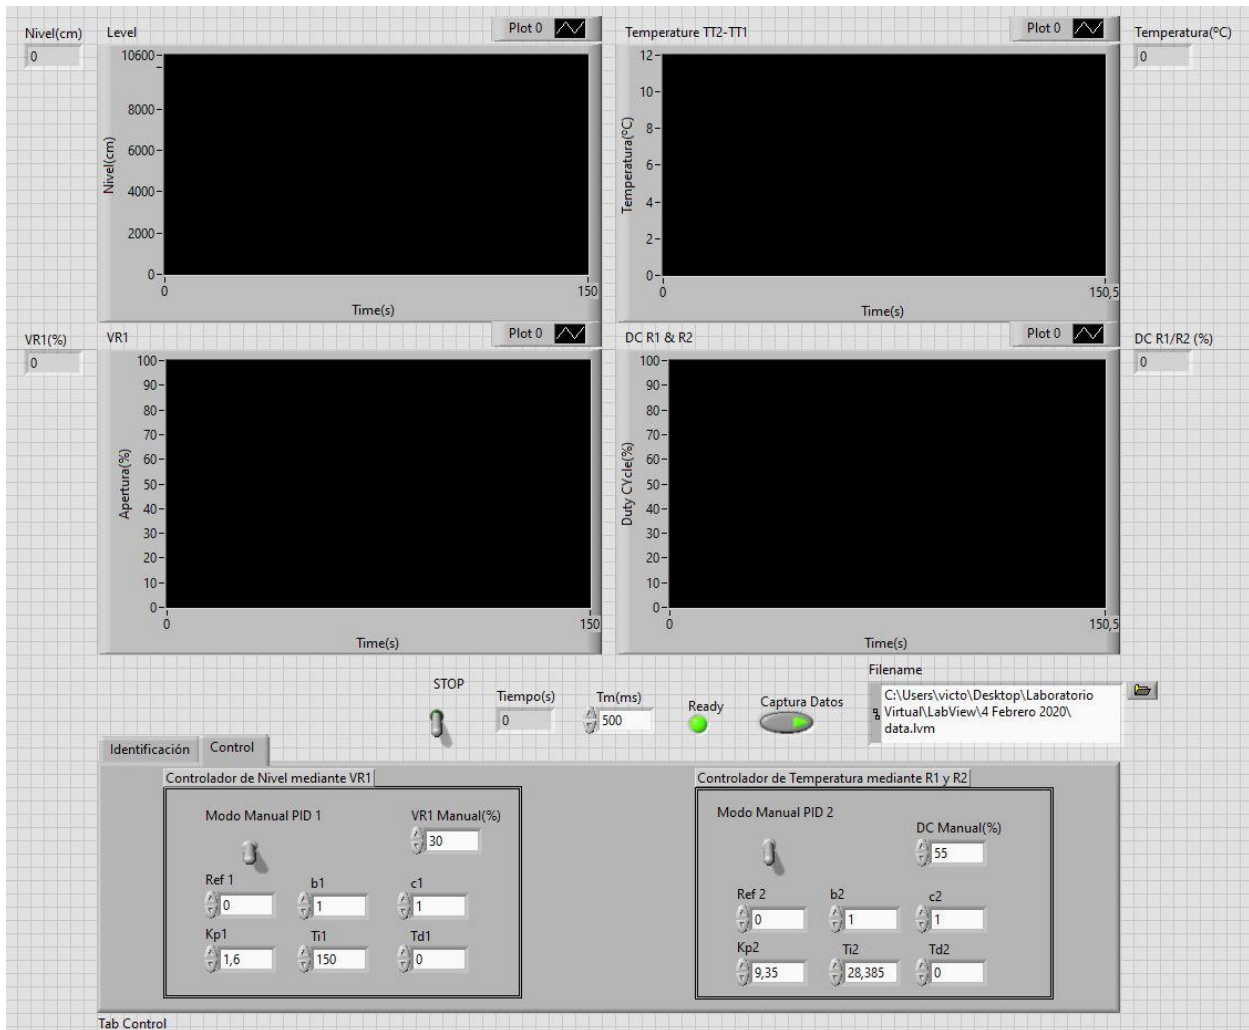 Nivel(cm)
0
Level
Plot 0
10600
8000
6000
4000
2000
0
Nivel(cm)
0
150
Time(s)
Temperature TT2-TT1
Plot 0
12
10
8
6
4
2
0
Temperatura(ºC)
0
150,5
Time(s)
Temperatura(ºC)
0
VR1(%)
0
VR1
Plot 0
100
90
80
70
60
50
40
30
20
10
0
Apertura(%)
0
150
Time(s)
DC R1 & R2
Plot 0
100
90
80
70
60
50
40
30
20
10
0
Duty CYcle(%)
0
150,5
Time(s)
DC R1/R2 (%)
0
STOP
Tiempo(s)
0
Tm(ms)
500
Ready
Captura Datos
Filename
C:\Users\victo\Desktop\Laboratorio
Virtual\LabView\4 Febrero 2020\
data.lvm
Identificación
Control
Controlador de Nivel mediante VR1
Modo Manual PID 1
VR1 Manual(%)
30
Ref 1
b1
c1
0
1
1
Kp1
Ti1
Td1
1,6
150
0
Controlador de Temperatura mediante R1 y R2
Modo Manual PID 2
DC Manual(%)
55
Ref 2
b2
c2
0
1
1
Kp2
Ti2
Td2
9,35
28,385
0
Tab Control